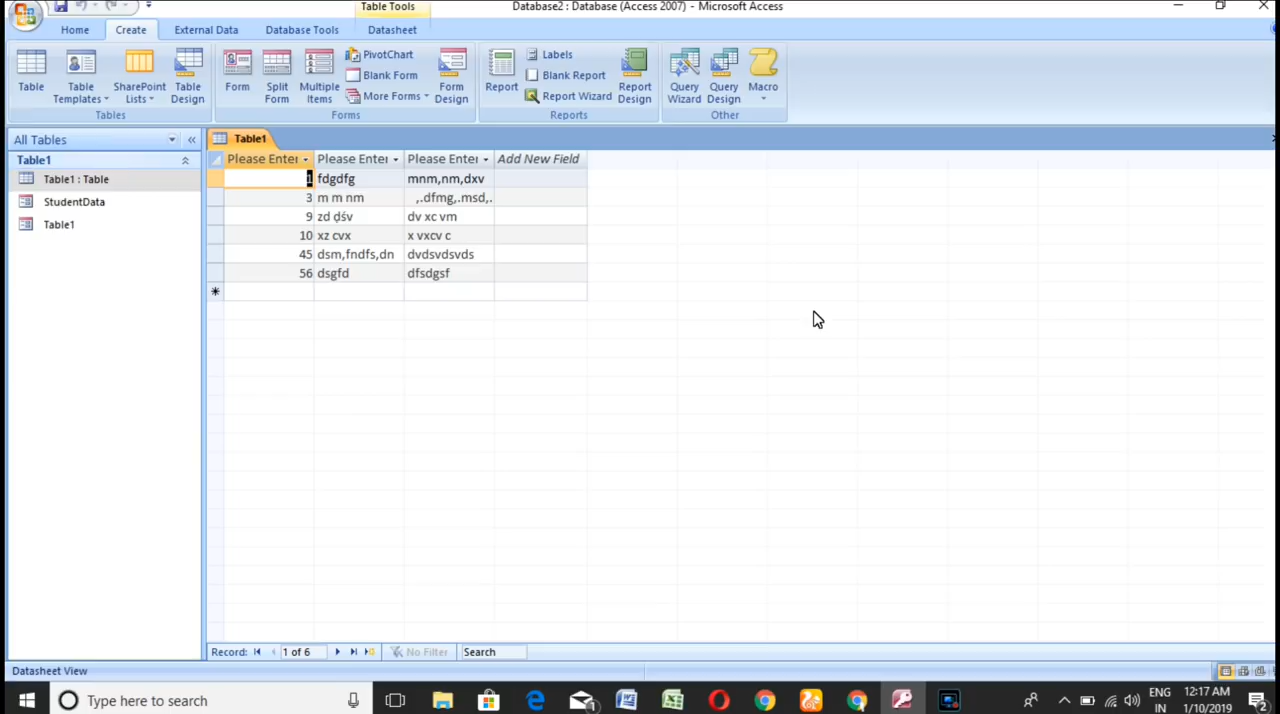 Table Tools
Database2 : Database (Access 2007) - Microsoft Access
Home Create External Data Database Tools Datasheet
Table
Table Templates
SharePoint Lists
Table Design
Tables
Form
Split Form
Multiple Items
PivotChart
Blank Form
More Forms
Form Design
Forms
Report
Labels
Blank Report
Report Wizard
Report Design
Reports
Query Wizard
Query Design
Macro
Other
All Tables
Table1
Table1 : Table
StudentData
Table1
Table1
Please Enter Please Enter Please Enter Add New Field
1 fdgdfg mnm,nm,dxv
3 m m nm ,.dfmg,.msd,.
9 zd dsv dv xc vm
10 xz cvx x vxcv c
45 dsm,fndfs,dn dvdsvdsvds
56 dsgfd dfsdgsf
Record: 1 of 6 No Filter Search
Datasheet View
Type here to search
1
ENG
IN
12:17 AM
1/10/2019
2